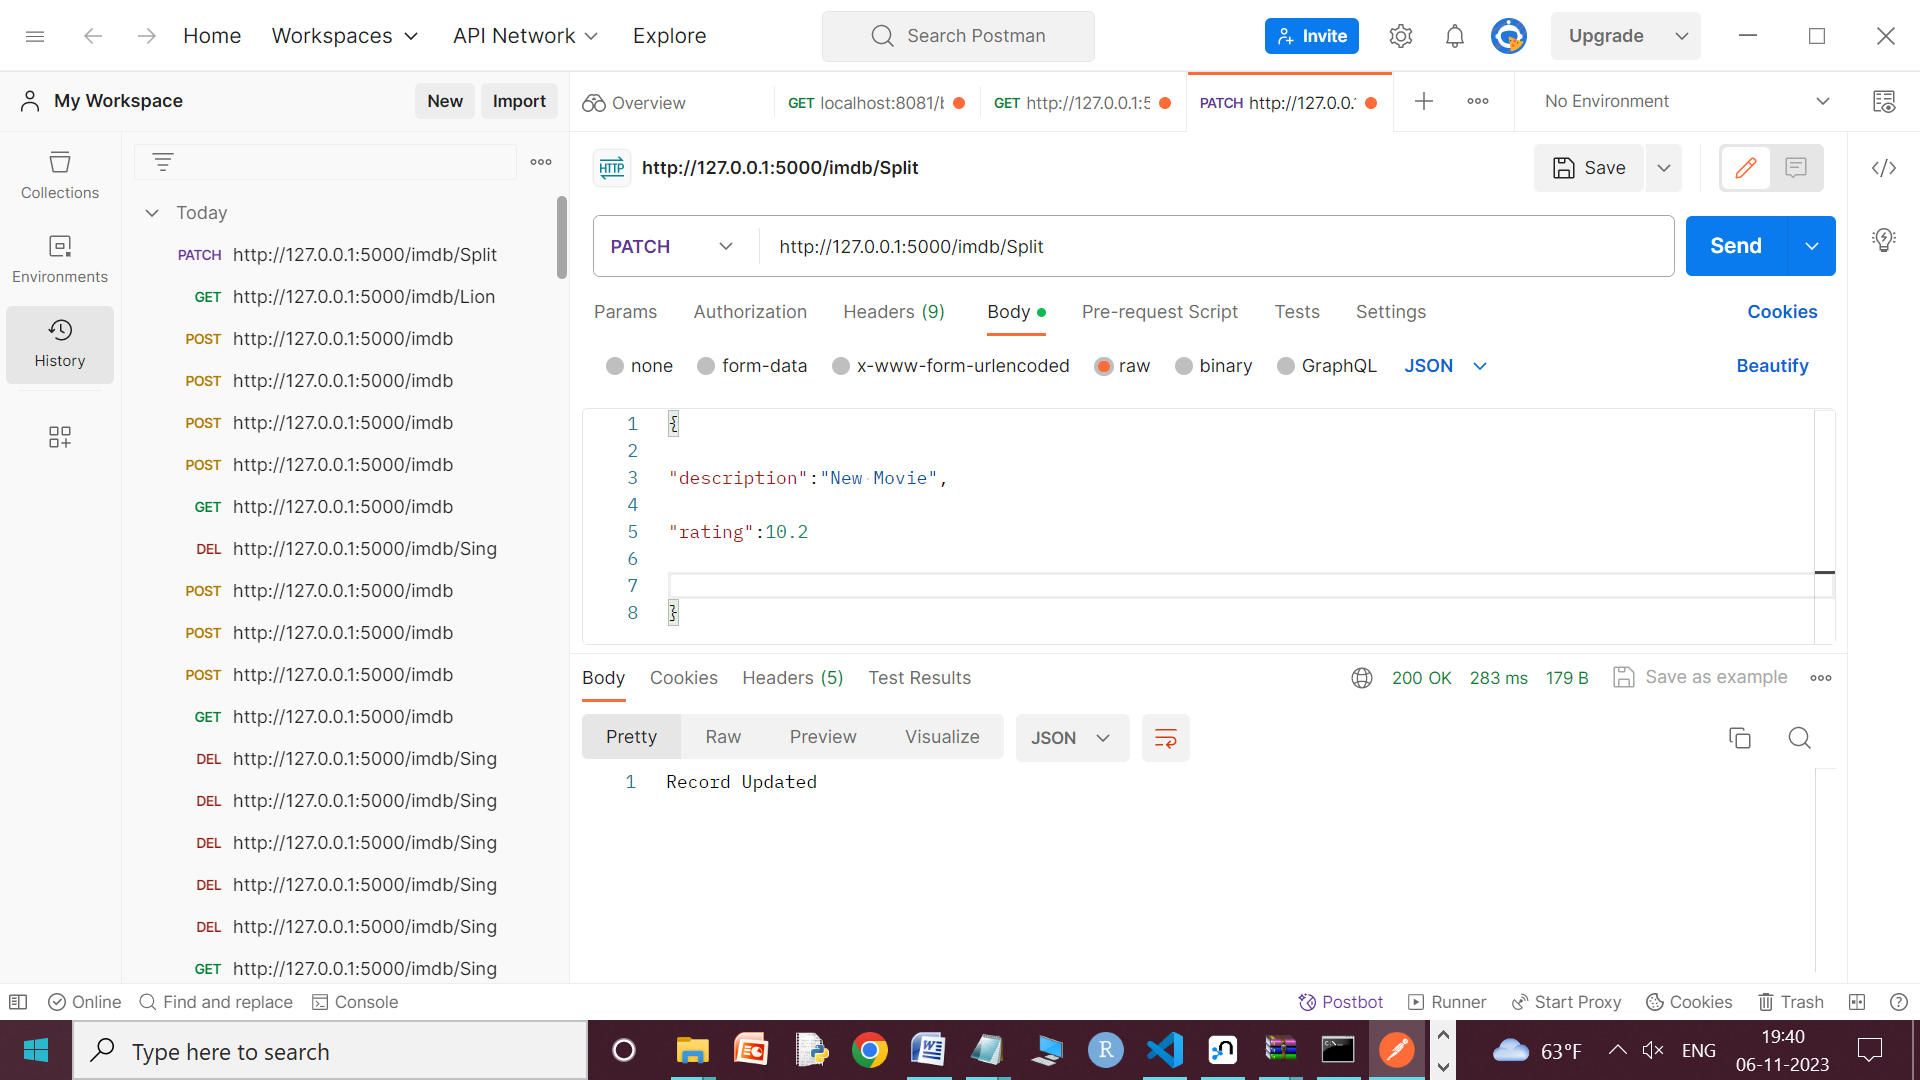 Home Workspaces API Network Explore Search Postman Invite Upgrade
My Workspace New Import
Overview GET localhost:8081/b GET http://127.0.0.1:5 PATCH http://127.0.0.1 No Environment
Collections
Environments
History
Today
PATCH http://127.0.0.1:5000/imdb/Split
GET http://127.0.0.1:5000/imdb/Lion
POST http://127.0.0.1:5000/imdb
POST http://127.0.0.1:5000/imdb
POST http://127.0.0.1:5000/imdb
POST http://127.0.0.1:5000/imdb
GET http://127.0.0.1:5000/imdb
DEL http://127.0.0.1:5000/imdb/Sing
POST http://127.0.0.1:5000/imdb
POST http://127.0.0.1:5000/imdb
POST http://127.0.0.1:5000/imdb
GET http://127.0.0.1:5000/imdb
DEL http://127.0.0.1:5000/imdb/Sing
DEL http://127.0.0.1:5000/imdb/Sing
DEL http://127.0.0.1:5000/imdb/Sing
DEL http://127.0.0.1:5000/imdb/Sing
DEL http://127.0.0.1:5000/imdb/Sing
GET http://127.0.0.1:5000/imdb/Sing
HTTP http://127.0.0.1:5000/imdb/Split Save
PATCH http://127.0.0.1:5000/imdb/Split Send
Params Authorization Headers (9) Body Pre-request Script Tests Settings Cookies
none form-data x-www-form-urlencoded raw binary GraphQL JSON Beautify
1 {
2
3 "description":"New Movie",
4
5 "rating":10.2
6
7
8 }
Body Cookies Headers (5) Test Results 200 OK 283 ms 179 B Save as example
Pretty Raw Preview Visualize JSON
1 Record Updated
Online Find and replace Console Postbot Runner Start Proxy Cookies Trash
Type here to search 63°F ENG 19:40
06-11-2023